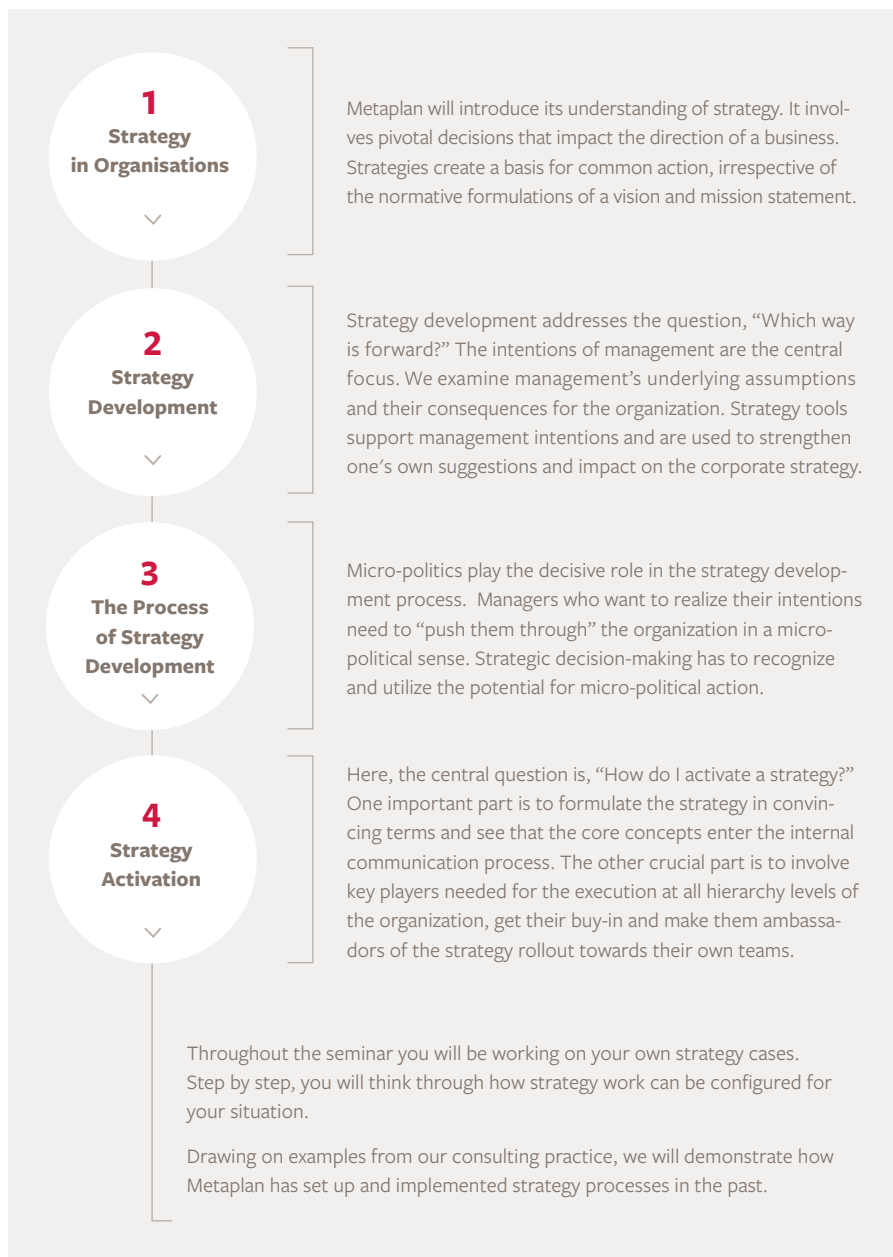 1
Strategy
in Organisations
Metaplan will introduce its understanding of strategy. It invol-
ves pivotal decisions that impact the direction of a business.
Strategies create a basis for common action, irrespective of
the normative formulations of a vision and mission statement.
2
Strategy
Development
Strategy development addresses the question, “Which way
is forward?” The intentions of management are the central
focus. We examine management’s underlying assumptions
and their consequences for the organization. Strategy tools
support management intentions and are used to strengthen
one's own suggestions and impact on the corporate strategy.
3
The Process
of Strategy
Development
Micro-politics play the decisive role in the strategy develop-
ment process.  Managers who want to realize their intentions
need to “push them through” the organization in a micro-
political sense. Strategic decision-making has to recognize
and utilize the potential for micro-political action.
4
Strategy
Activation
Here, the central question is, “How do I activate a strategy?”
One important part is to formulate the strategy in convin-
cing terms and see that the core concepts enter the internal
communication process. The other crucial part is to involve
key players needed for the execution at all hierarchy levels of
the organization, get their buy-in and make them ambassa-
dors of the strategy rollout towards their own teams.
Throughout the seminar you will be working on your own strategy cases.
Step by step, you will think through how strategy work can be configured for
your situation.
Drawing on examples from our consulting practice, we will demonstrate how
Metaplan has set up and implemented strategy processes in the past.